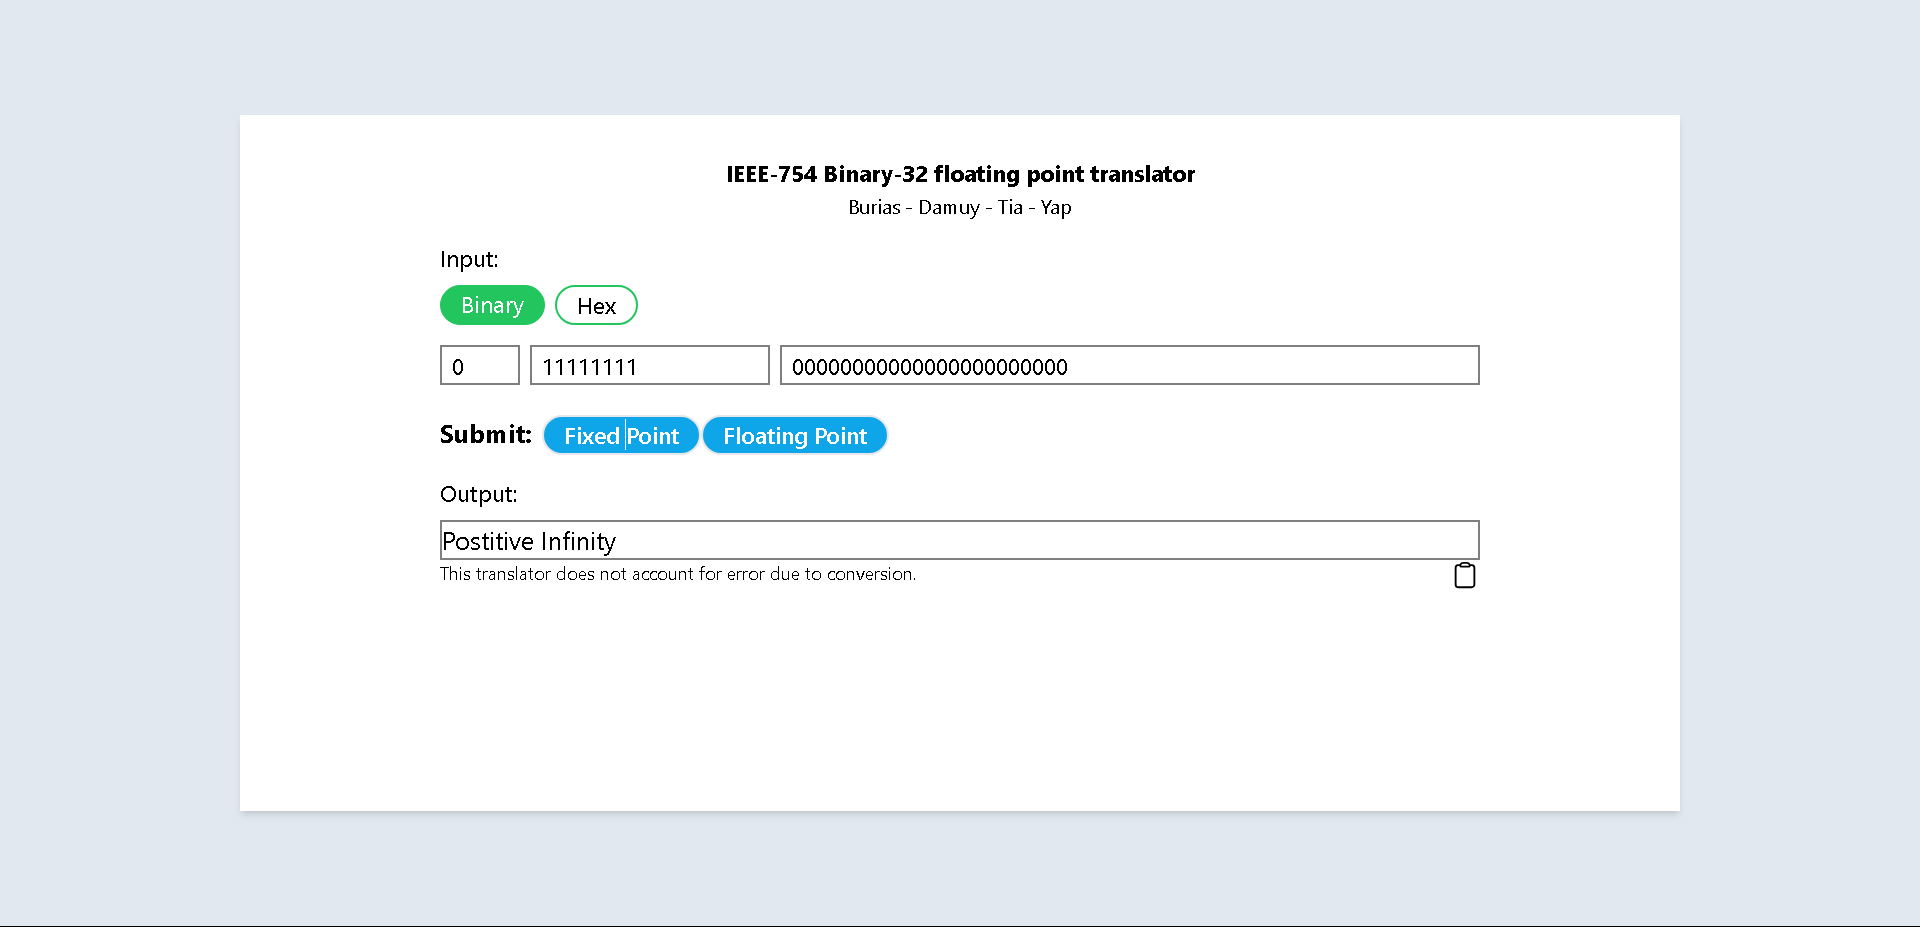 IEEE-754 Binary-32 floating point translator
Burias - Damuy - Tia - Yap
Input:
Binary Hex
0 11111111 00000000000000000000000
Submit: Fixed Point Floating Point
Output:
Postitive Infinity
This translator does not account for error due to conversion.